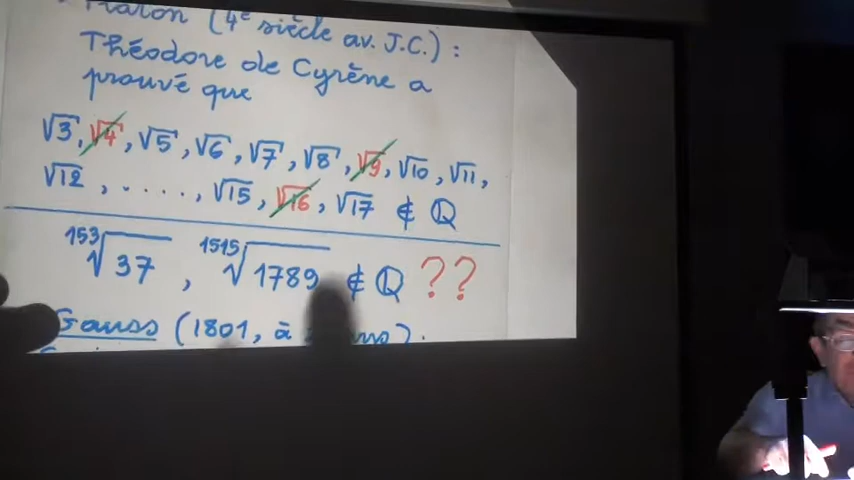 Platon (4e siècle av. J.C.) :
Théodore de Cyrène a
prouvé que
√3, √4, √5, √6, √7, √8, √9, √10, √11,
√12, ....., √15, √16, √17 ∉ ℚ
¹⁵³√37, ¹⁵¹⁵√1789 ∉ ℚ ??
Gauss (1801, à ans) :